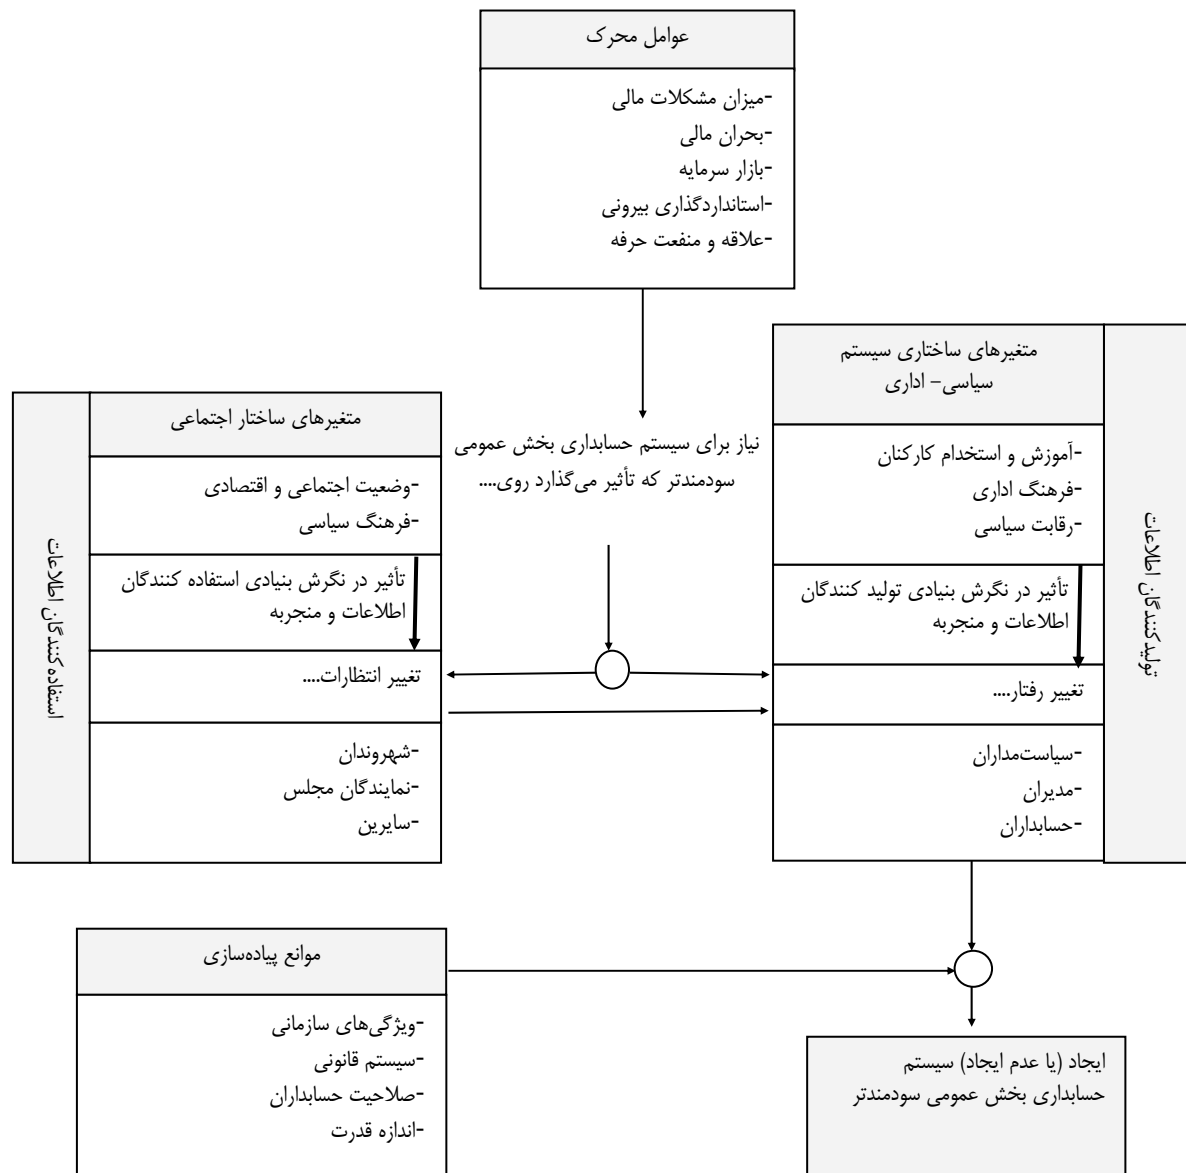 عوامل محرک
-میزان مشکلات مالی
-بحران مالی
-بازار سرمایه
-استانداردگذاری بیرونی
-علاقه و منفعت حرفه
متغیرهای ساختاری سیستم
سیاسی– اداری
-آموزش و استخدام کارکنان
-فرهنگ اداری
-رقابت سیاسی
تأثیر در نگرش بنیادی تولید کنندگان
اطلاعات و منجربه
تغییر رفتار....
-سیاست‌مداران
-مدیران
-حسابداران
تولیدکنندگان اطلاعات
نیاز برای سیستم حسابداری بخش عمومی
سودمندتر که تأثیر می‌گذارد روی....
متغیرهای ساختار اجتماعی
-وضعیت اجتماعی و اقتصادی
-فرهنگ سیاسی
تأثیر در نگرش بنیادی استفاده کنندگان
اطلاعات و منجربه
تغییر انتظارات....
-شهروندان
-نمایندگان مجلس
-سایرین
استفاده‌کنندگان اطلاعات
موانع پیاده‌سازی
-ویژگی‌های سازمانی
-سیستم قانونی
-صلاحیت حسابداران
-اندازه قدرت
ایجاد (یا عدم ایجاد) سیستم
حسابداری بخش عمومی سودمندتر